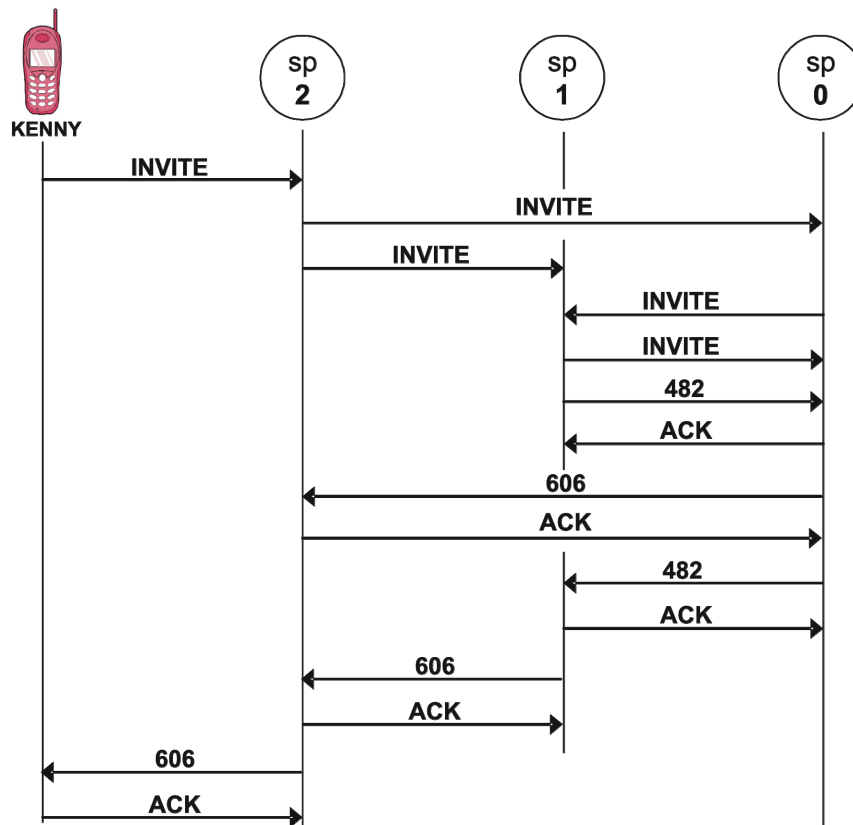 sp
2
sp
1
sp
0
KENNY
INVITE
INVITE
INVITE
INVITE
INVITE
482
ACK
606
ACK
482
ACK
606
ACK
606
ACK